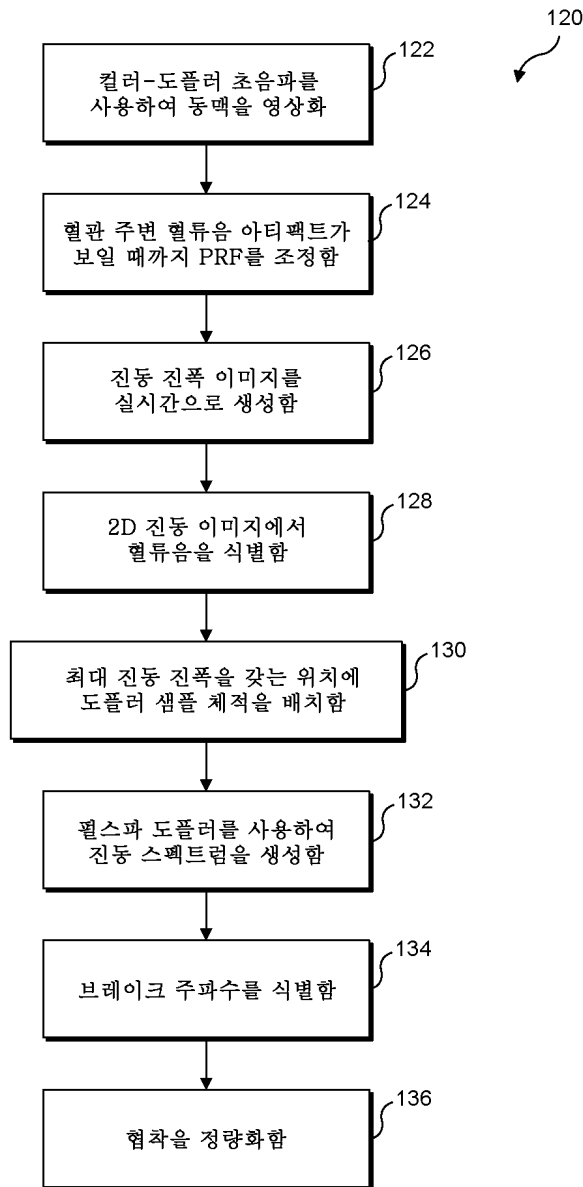 120
122
컬러-도플러 초음파를
사용하여 동맥을 영상화
124
혈관 주변 혈류음 아티팩트가
보일 때까지 PRF를 조정함
126
진동 진폭 이미지를
실시간으로 생성함
128
2D 진동 이미지에서
혈류음을 식별함
130
최대 진동 진폭을 갖는 위치에
도플러 샘플 체적을 배치함
132
펄스파 도플러를 사용하여
진동 스펙트럼을 생성함
134
브레이크 주파수를 식별함
136
협착을 정량화함